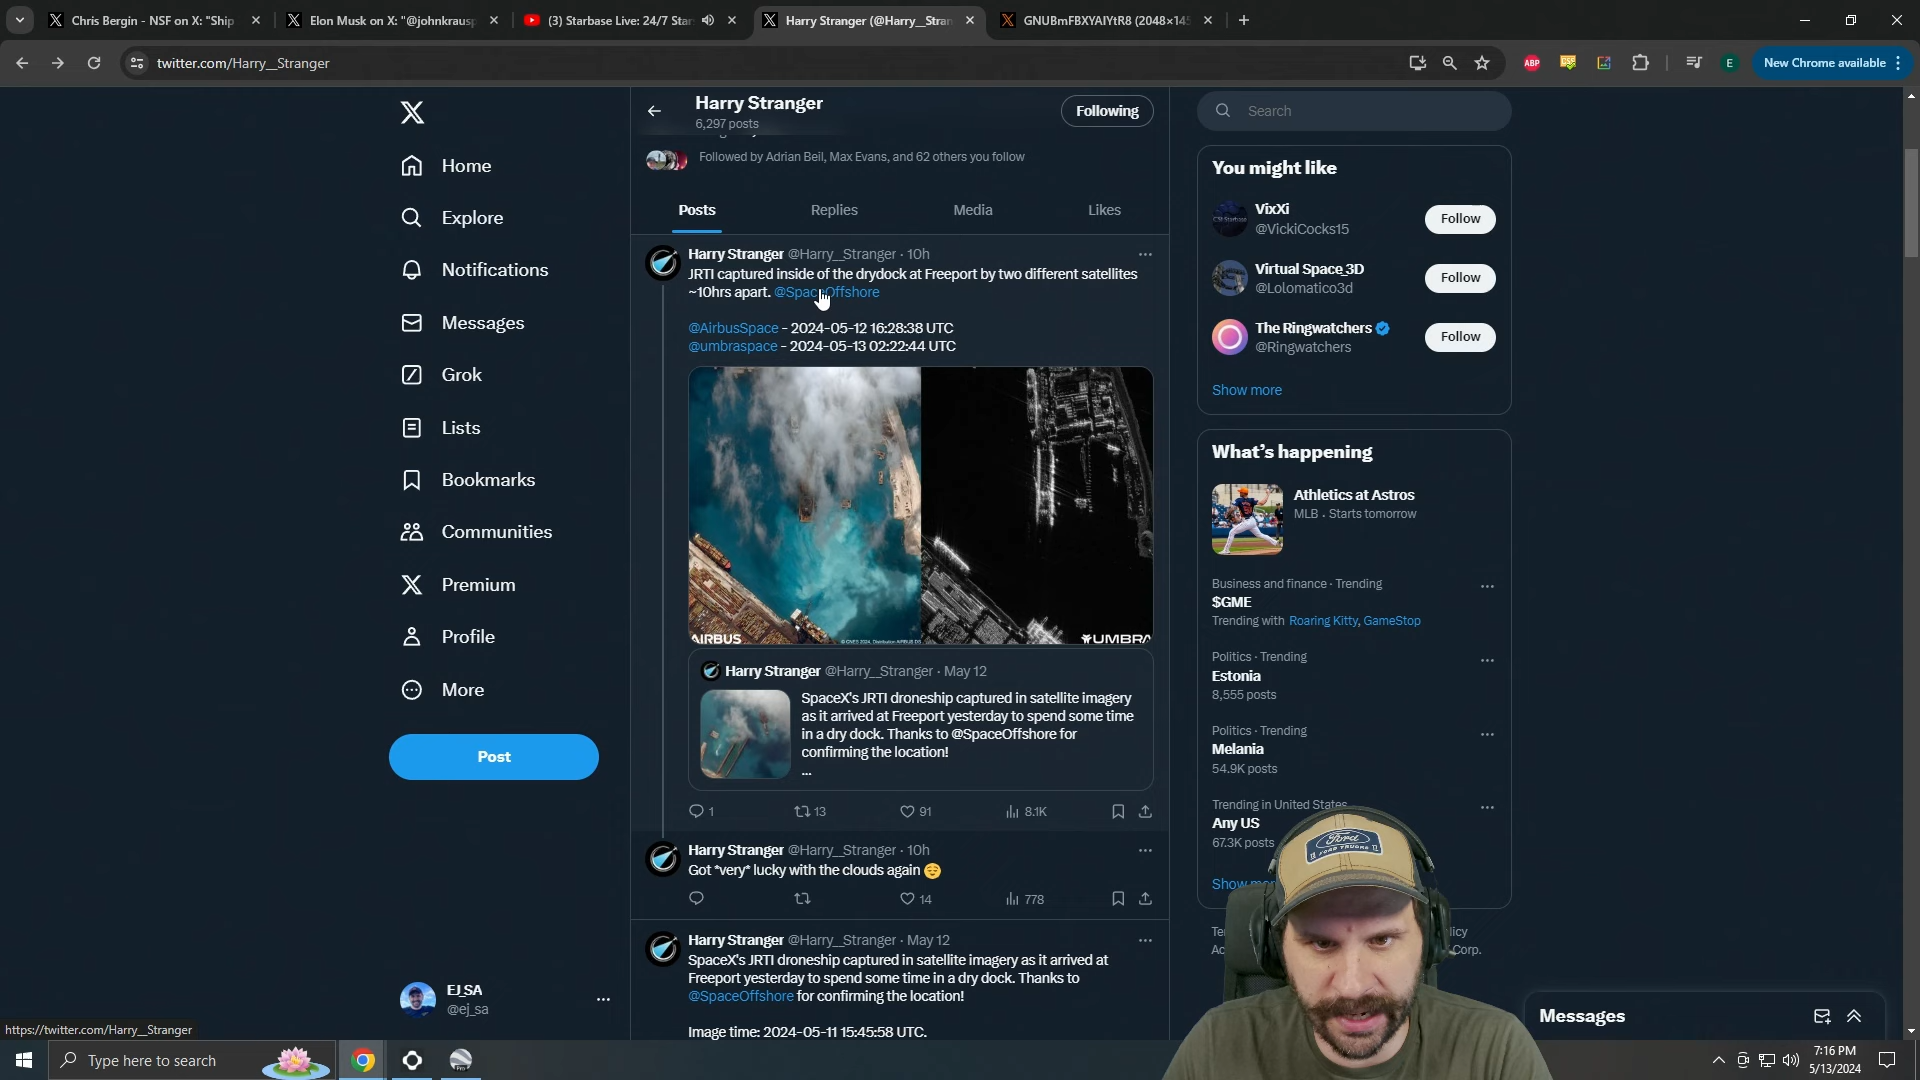 Chris Bergin - NSF on X: "Ship
Elon Musk on X: "@johnkrausp
(3) Starbase Live: 24/7 Star
Harry Stranger (@Harry__Stran
GNUBmFBXYAIYtR8 (2048×145
twitter.com/Harry__Stranger
ABP
E
New Chrome available
Home
Explore
Notifications
Messages
Grok
Lists
Bookmarks
Communities
Premium
Profile
More
Post
EJ_SA
@ej_sa
https://twitter.com/Harry__Stranger
Harry Stranger
6,297 posts
Following
Followed by Adrian Beil, Max Evans, and 62 others you follow
Posts
Replies
Media
Likes
Harry Stranger @Harry__Stranger · 10h
JRTI captured inside of the drydock at Freeport by two different satellites
~10hrs apart. @SpaceOffshore
@AirbusSpace - 2024-05-12 16:28:38 UTC
@umbraspace - 2024-05-13 02:22:44 UTC
AIRBUS
© CNES 2024, Distribution AIRBUS DS
UMBRA
Harry Stranger @Harry__Stranger · May 12
SpaceX's JRTI droneship captured in satellite imagery
as it arrived at Freeport yesterday to spend some time
in a dry dock. Thanks to @SpaceOffshore for
confirming the location!
...
1
13
91
8.1K
Harry Stranger @Harry__Stranger · 10h
Got *very* lucky with the clouds again
14
778
Harry Stranger @Harry__Stranger · May 12
SpaceX's JRTI droneship captured in satellite imagery as it arrived at
Freeport yesterday to spend some time in a dry dock. Thanks to
@SpaceOffshore for confirming the location!
Image time: 2024-05-11 15:45:58 UTC.
Search
You might like
VixXi
@VickiCocks15
Follow
Virtual Space_3D
@Lolomatico3d
Follow
The Ringwatchers
@Ringwatchers
Follow
Show more
What's happening
Athletics at Astros
MLB · Starts tomorrow
Business and finance · Trending
$GME
Trending with Roaring Kitty, GameStop
Politics · Trending
Estonia
8,555 posts
Politics · Trending
Melania
54.9K posts
Trending in United States
Any US
67.3K posts
Show mor
Ford
Corp.
Messages
Type here to search
7:16 PM
5/13/2024